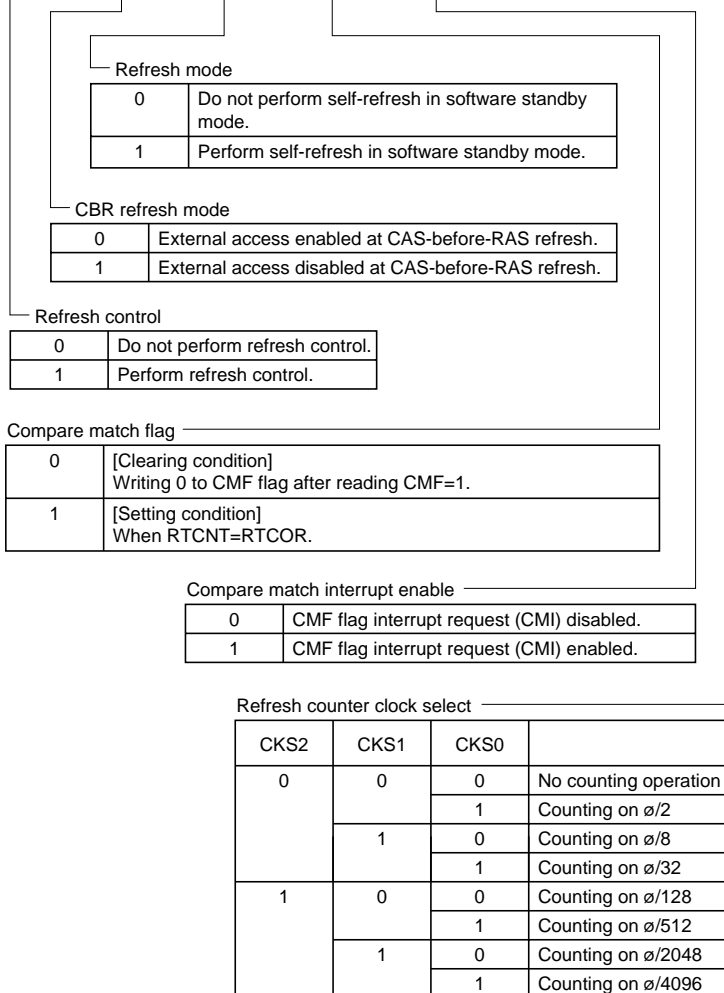 Refresh mode
0 Do not perform self-refresh in software standby
mode.
1 Perform self-refresh in software standby mode.
CBR refresh mode
0 External access enabled at CAS-before-RAS refresh.
1 External access disabled at CAS-before-RAS refresh.
Refresh control
0 Do not perform refresh control.
1 Perform refresh control.
Compare match flag
0 [Clearing condition]
Writing 0 to CMF flag after reading CMF=1.
1 [Setting condition]
When RTCNT=RTCOR.
Compare match interrupt enable
0 CMF flag interrupt request (CMI) disabled.
1 CMF flag interrupt request (CMI) enabled.
Refresh counter clock select
CKS2 CKS1 CKS0
0 0 0 No counting operation
1 Counting on ø/2
1 0 Counting on ø/8
1 Counting on ø/32
1 0 0 Counting on ø/128
1 Counting on ø/512
1 0 Counting on ø/2048
1 Counting on ø/4096